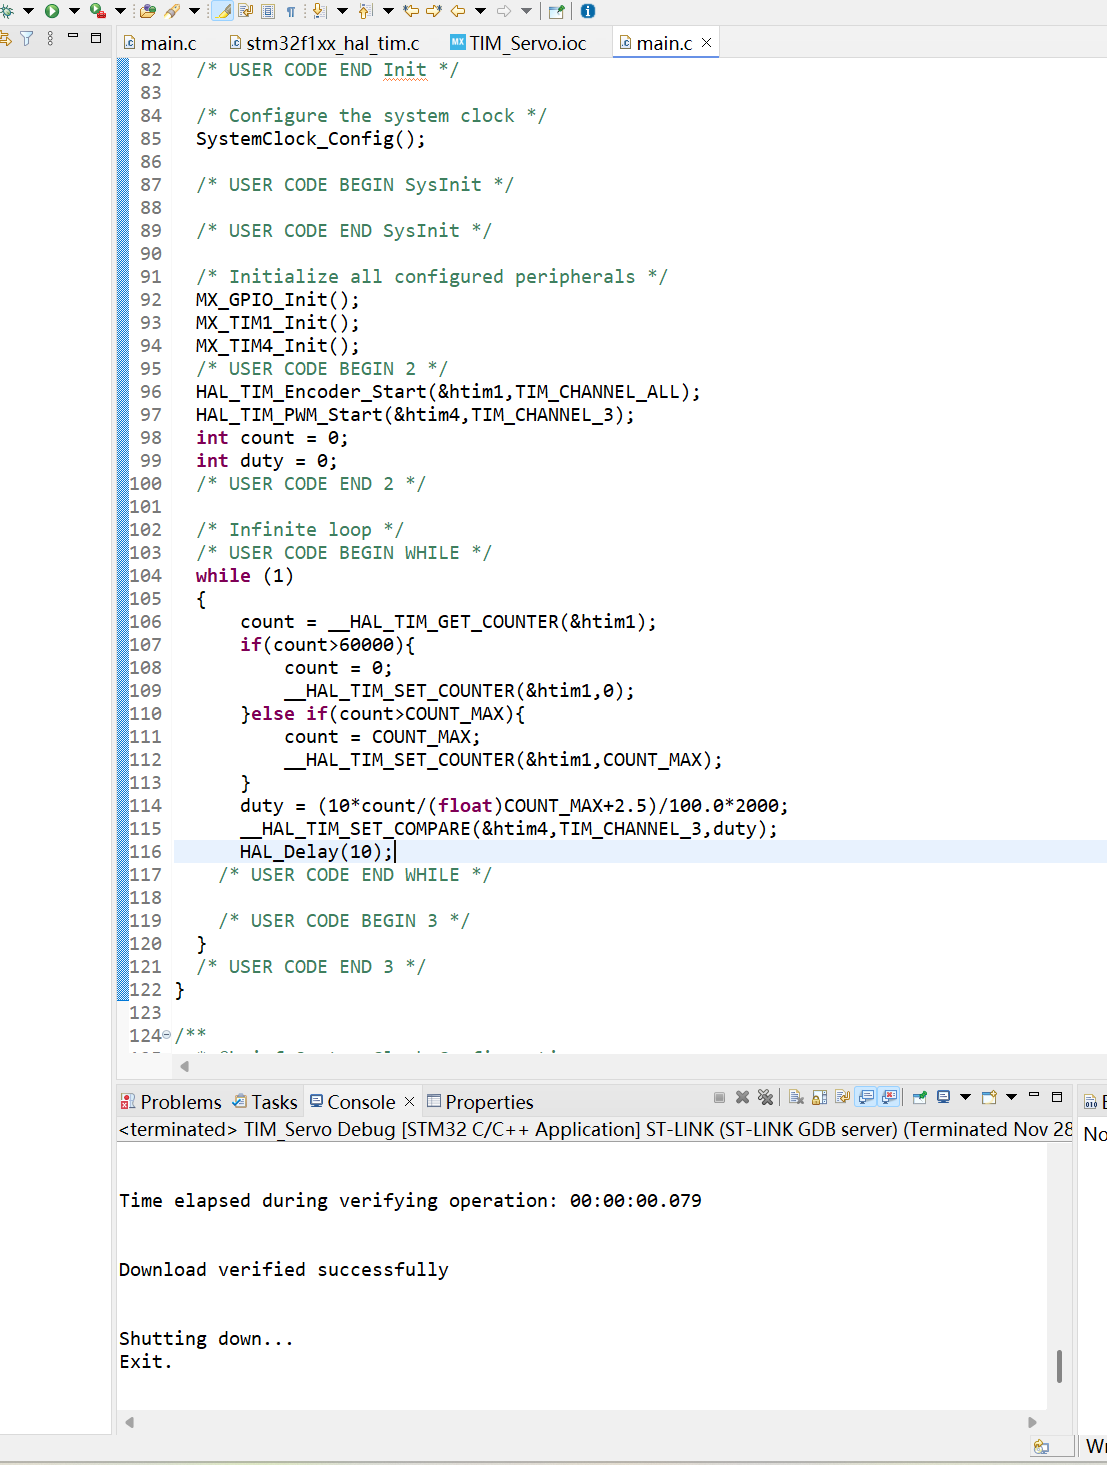 main.c stm32f1xx_hal_tim.c MX TIM_Servo.ioc main.c
82 /* USER CODE END Init */
83
84 /* Configure the system clock */
85 SystemClock_Config();
86
87 /* USER CODE BEGIN SysInit */
88
89 /* USER CODE END SysInit */
90
91 /* Initialize all configured peripherals */
92 MX_GPIO_Init();
93 MX_TIM1_Init();
94 MX_TIM4_Init();
95 /* USER CODE BEGIN 2 */
96 HAL_TIM_Encoder_Start(&htim1,TIM_CHANNEL_ALL);
97 HAL_TIM_PWM_Start(&htim4,TIM_CHANNEL_3);
98 int count = 0;
99 int duty = 0;
100 /* USER CODE END 2 */
101
102 /* Infinite loop */
103 /* USER CODE BEGIN WHILE */
104 while (1)
105 {
106 count = __HAL_TIM_GET_COUNTER(&htim1);
107 if(count>60000){
108 count = 0;
109 __HAL_TIM_SET_COUNTER(&htim1,0);
110 }else if(count>COUNT_MAX){
111 count = COUNT_MAX;
112 __HAL_TIM_SET_COUNTER(&htim1,COUNT_MAX);
113 }
114 duty = (10*count/(float)COUNT_MAX+2.5)/100.0*2000;
115 __HAL_TIM_SET_COMPARE(&htim4,TIM_CHANNEL_3,duty);
116 HAL_Delay(10);
117 /* USER CODE END WHILE */
118
119 /* USER CODE BEGIN 3 */
120 }
121 /* USER CODE END 3 */
122 }
123
124 /**
Problems Tasks Console Properties
<terminated> TIM_Servo Debug [STM32 C/C++ Application] ST-LINK (ST-LINK GDB server) (Terminated Nov 28
No
Time elapsed during verifying operation: 00:00:00.079
Download verified successfully
Shutting down...
Exit.